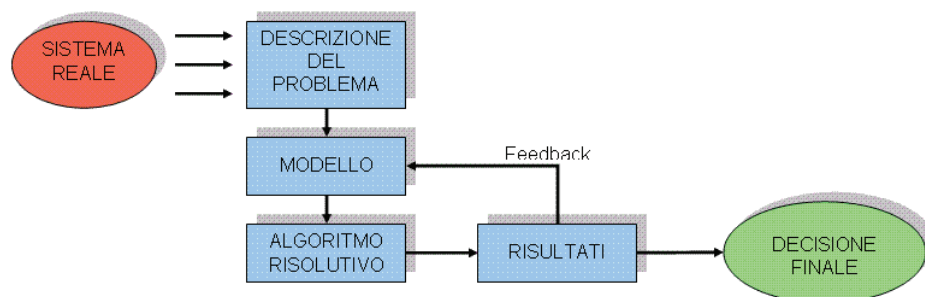 SISTEMA
REALE
DESCRIZIONE
DEL
PROBLEMA
MODELLO
Feedback
ALGORITMO
RISOLUTIVO
RISULTATI
DECISIONE
FINALE